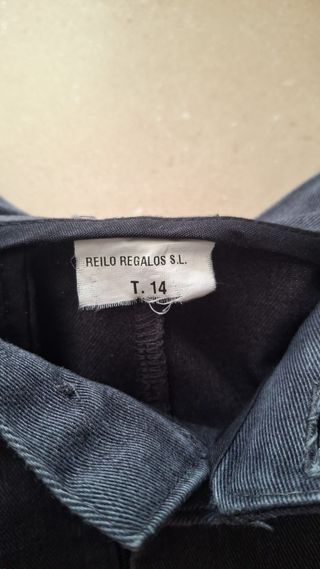 REILO REGALOS S.L.
T. 14